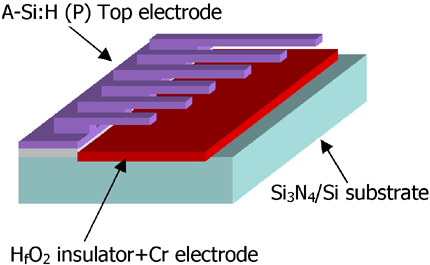 A-Si:H (P) Top electrode
Si₃N₄/Si substrate
HfO₂ insulator+Cr electrode